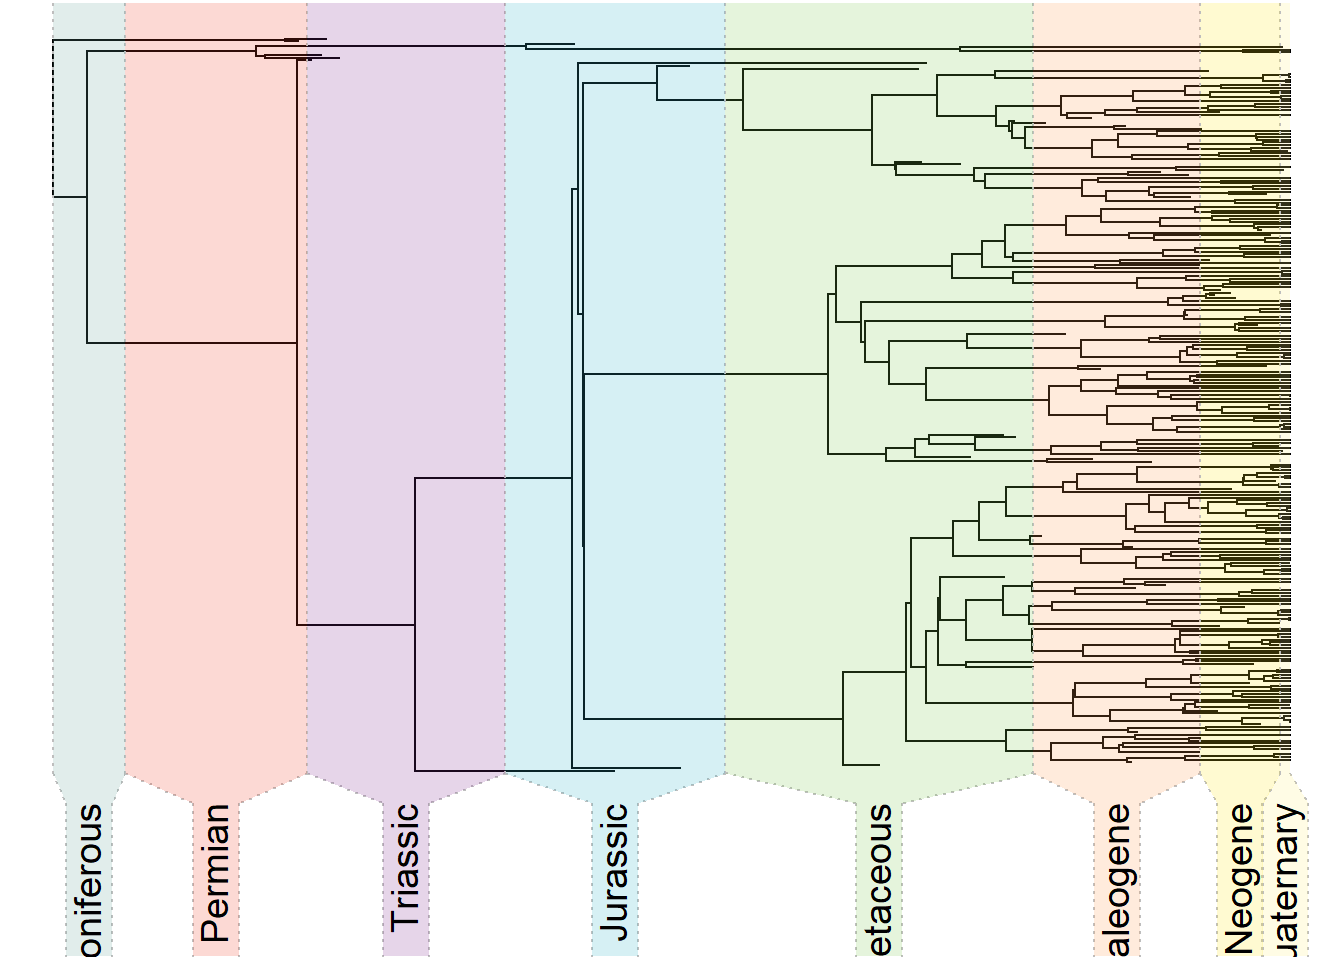 oniferous
Permian
Triassic
Jurassic
etaceous
aleogene
Neogene
uaternary